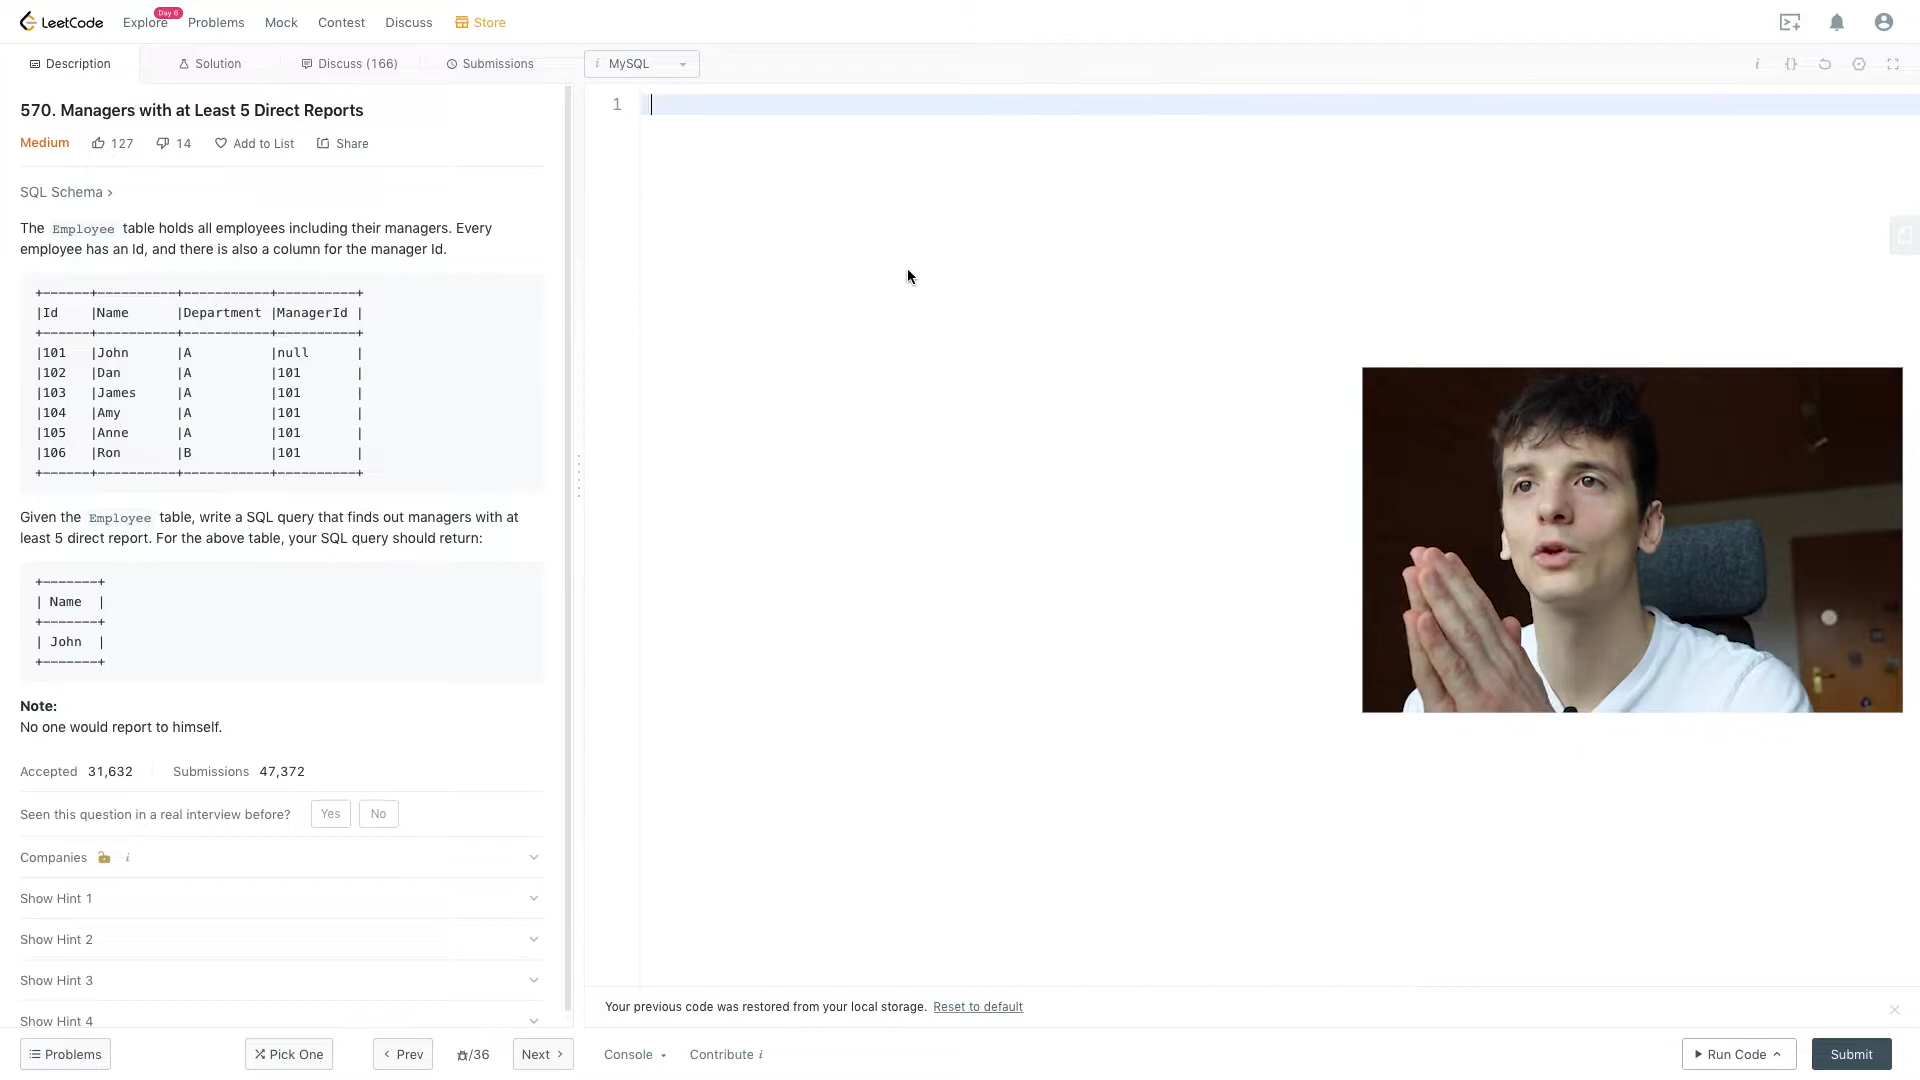 LeetCode
Explore
Day 6
Problems
Mock
Contest
Discuss
Store
Description
Solution
Discuss (166)
Submissions
i MySQL
i {}
570. Managers with at Least 5 Direct Reports
Medium 127 14 Add to List Share
SQL Schema >
The Employee table holds all employees including their managers. Every
employee has an Id, and there is also a column for the manager Id.
+------+----------+-----------+----------+
|Id    |Name      |Department |ManagerId |
+------+----------+-----------+----------+
|101   |John      |A          |null      |
|102   |Dan       |A          |101       |
|103   |James     |A          |101       |
|104   |Amy       |A          |101       |
|105   |Anne      |A          |101       |
|106   |Ron       |B          |101       |
+------+----------+-----------+----------+
Given the Employee table, write a SQL query that finds out managers with at
least 5 direct report. For the above table, your SQL query should return:
+-------+
| Name  |
+-------+
| John  |
+-------+
Note:
No one would report to himself.
Accepted 31,632 Submissions 47,372
Seen this question in a real interview before? Yes No
Companies i
Show Hint 1
Show Hint 2
Show Hint 3
Show Hint 4
1
Your previous code was restored from your local storage. Reset to default
Problems
Pick One
< Prev
/36
Next >
Console
Contribute i
Run Code
Submit